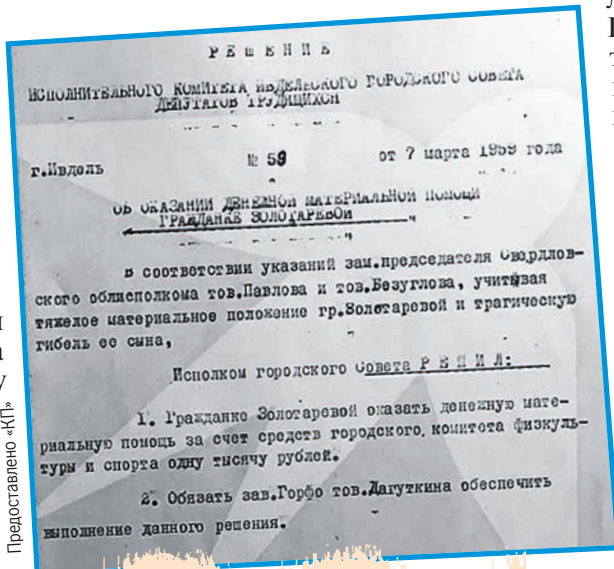 РЕШЕНИЕ
ИСПОЛНИТЕЛЬНОГО КОМИТЕТА ИВДЕЛЬСКОГО ГОРОДСКОГО СОВЕТА
ДЕПУТАТОВ ТРУДЯЩИХСЯ
г.Ивдель № 59 от 7 марта 1959 года
ОБ ОКАЗАНИИ ДЕНЕЖНОЙ МАТЕРИАЛЬНОЙ ПОМОЩИ
ГРАЖДАНКЕ ЗОЛОТАРЕВОЙ
в соответствии указаний зам.председателя Свердлов-
ского облисполкома тов.Павлова и тов.Безуглова, учитывая
тяжелое материальное положение гр.Золотаревой и трагическую
гибель ее сына,
Исполком городского Совета РЕШИЛ:
1. Гражданке Золотаревой оказать денежную мате-
риальную помощь за счет средств городского, комитета физкуль-
туры и спорта одну тысячу рублей.
2. Обязать зав.Горфо тов.Дагуткина обеспечить
выполнение данного решения.
Предоставлено «КП»